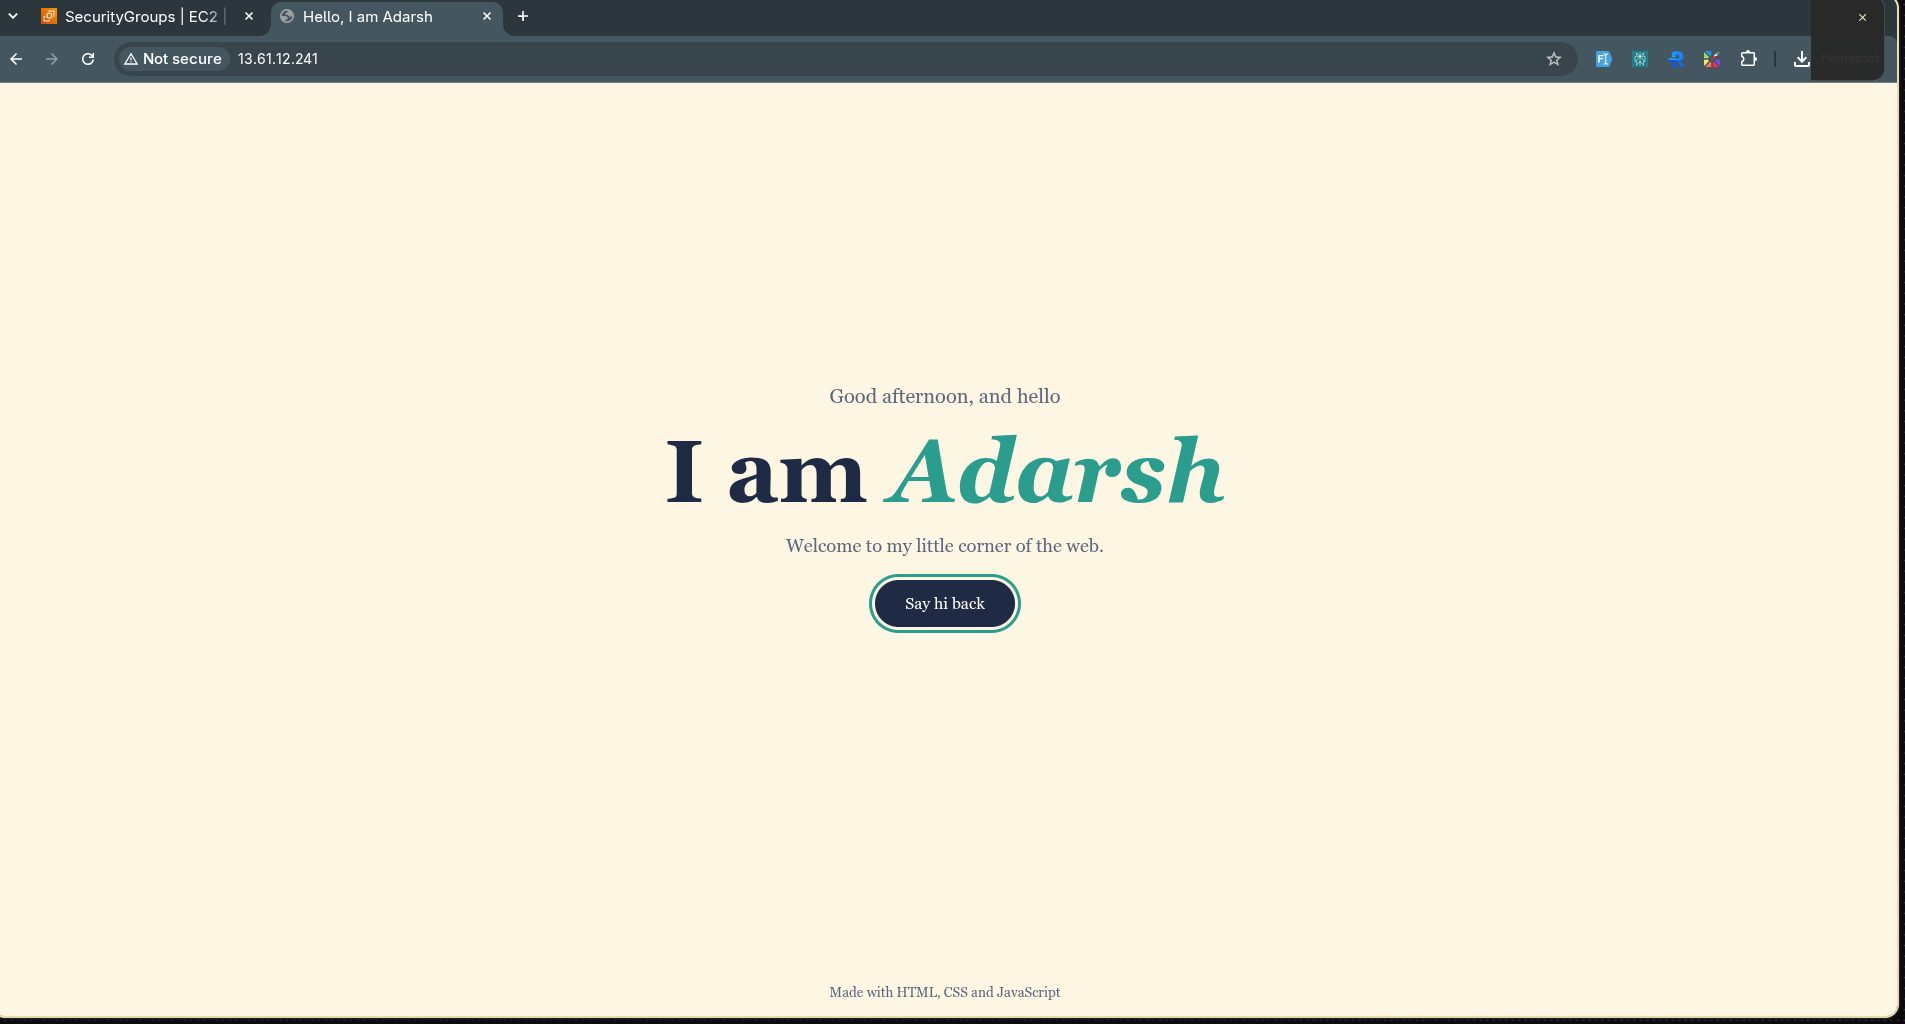 SecurityGroups | EC2 |
Hello, I am Adarsh
Not secure
13.61.12.241
Flameshot
Good afternoon, and hello
I am Adarsh
Welcome to my little corner of the web.
Say hi back
Made with HTML, CSS and JavaScript